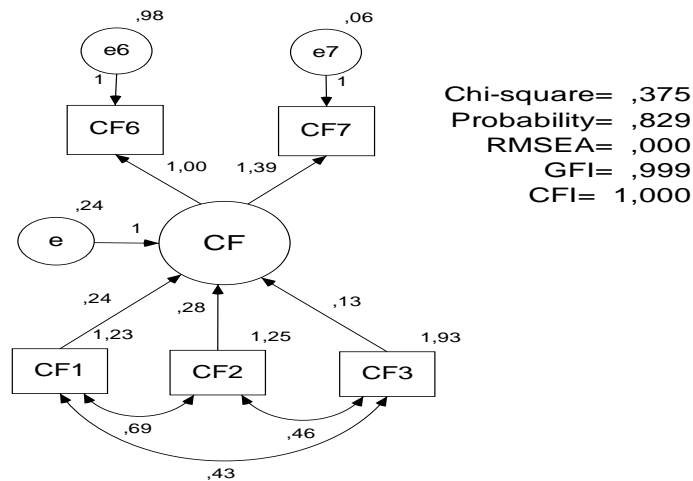 ,98
,06
e6
e7
1
1
CF6
CF7
Chi-square= ,375
Probability= ,829
RMSEA= ,000
GFI= ,999
CFI= 1,000
1,00
1,39
,24
e
1
CF
,24
,28
,13
1,23
1,25
1,93
CF1
CF2
CF3
,69
,46
,43